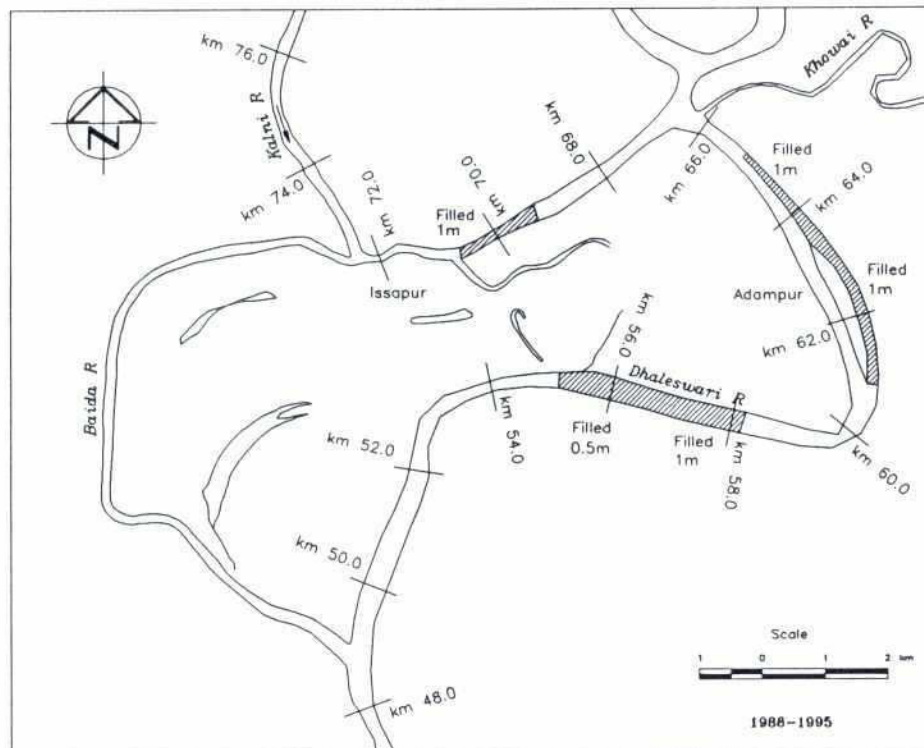 km 76.0
Khowai R
N
Kalni R
km 68.0
km 66.0
Filled
1m
km 74.0
km 72.0
km 70.0
km 64.0
Filled
1m
Filled
1m
Issapur
Adampur
km 56.0
km 62.0
Dhaleswari R
Baida R
km 54.0
Filled
0.5m
Filled
1m
km 52.0
km 58.0
km 60.0
km 50.0
Scale
1 0 1 2 km
km 48.0
1988-1995